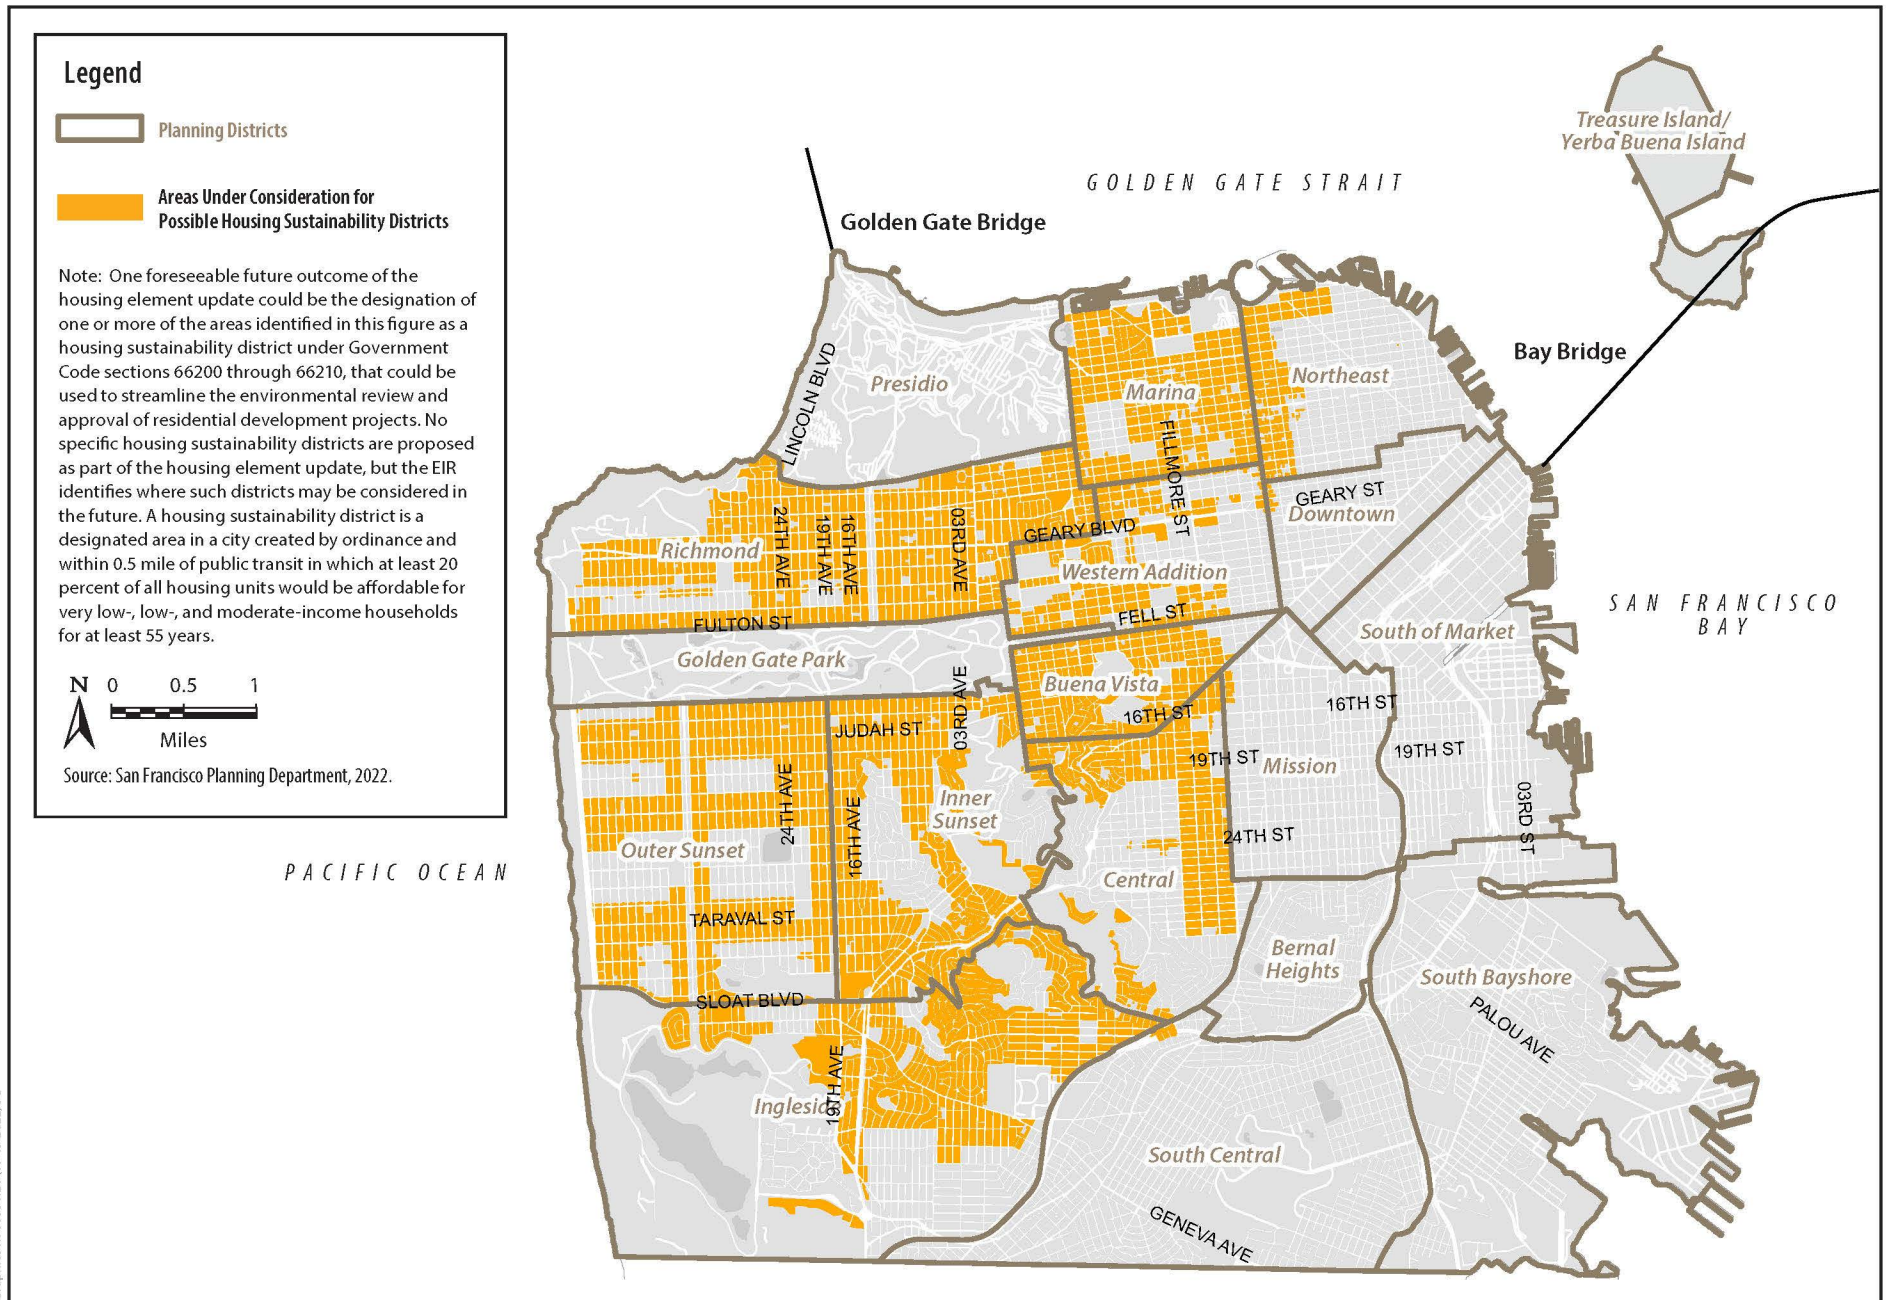 Legend
Planning Districts
Areas Under Consideration for
Possible Housing Sustainability Districts
Note: One foreseeable future outcome of the
housing element update could be the designation of
one or more of the areas identified in this figure as a
housing sustainability district under Government
Code sections 66200 through 66210, that could be
used to streamline the environmental review and
approval of residential development projects. No
specific housing sustainability districts are proposed
as part of the housing element update, but the EIR
identifies where such districts may be considered in
the future. A housing sustainability district is a
designated area in a city created by ordinance and
within 0.5 mile of public transit in which at least 20
percent of all housing units would be affordable for
very low-, low-, and moderate-income households
for at least 55 years.
N 0 0.5 1
Miles
Source: San Francisco Planning Department, 2022.
Treasure Island/
Yerba Buena Island
GOLDEN GATE STRAIT
Golden Gate Bridge
Bay Bridge
LINCOLN BLVD
Presidio
Marina
Northeast
FILLMORE ST
GEARY ST
Downtown
24TH AVE
19TH AVE
16TH AVE
03RD AVE
GEARY BLVD
Richmond
Western Addition
FELL ST
FULTON ST
SAN FRANCISCO
BAY
South of Market
Golden Gate Park
Buena Vista
16TH ST
16TH ST
03RD AVE
JUDAH ST
19TH ST
Mission
19TH ST
24TH AVE
16TH AVE
Inner
Sunset
03RD ST
24TH ST
Outer Sunset
PACIFIC OCEAN
Central
TARAVAL ST
Bernal
Heights
South Bayshore
SLOAT BLVD
PALOU AVE
19TH AVE
Ingleside
South Central
GENEVA AVE